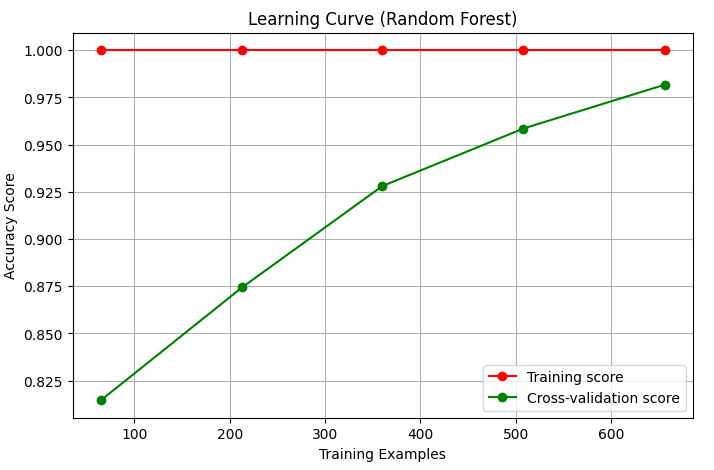 Learning Curve (Random Forest)
1.000
0.975
0.950
0.925
0.900
0.875
0.850
0.825
Accuracy Score
Training score
Cross-validation score
100 200 300 400 500 600
Training Examples